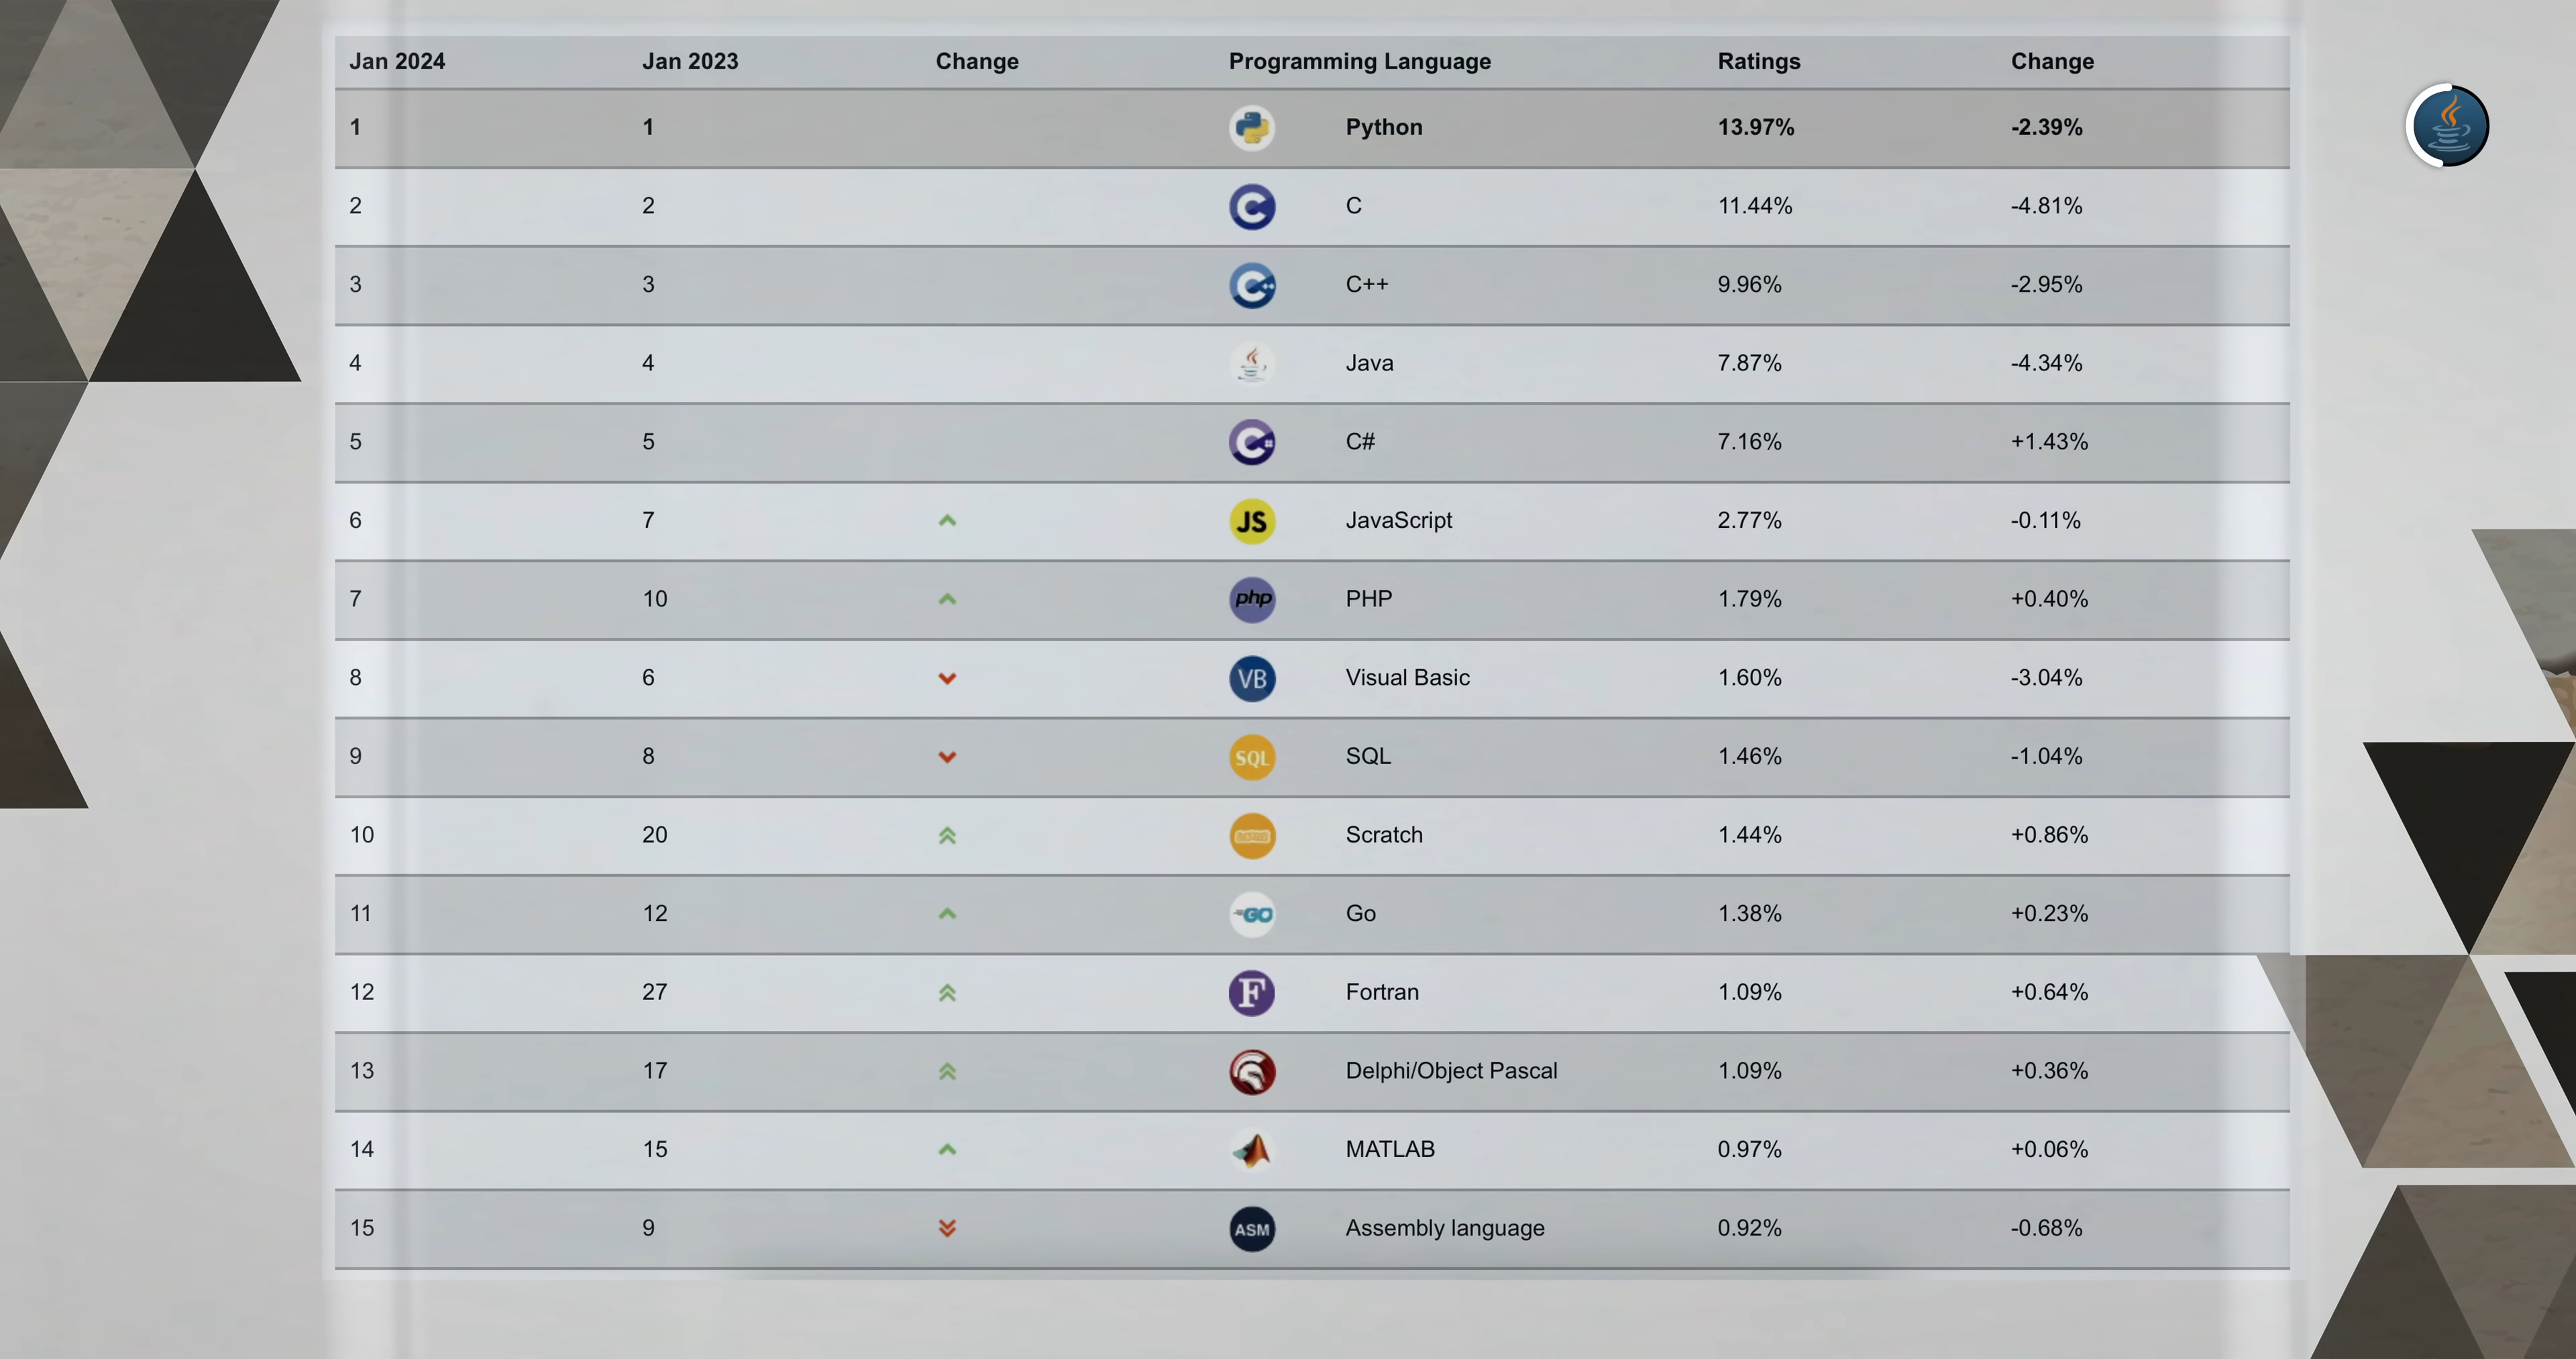 Jan 2024 Jan 2023 Change Programming Language Ratings Change
1 1 Python 13.97% -2.39%
2 2 C C 11.44% -4.81%
3 3 C++ C++ 9.96% -2.95%
4 4 Java 7.87% -4.34%
5 5 C# C# 7.16% +1.43%
6 7 JS JavaScript 2.77% -0.11%
7 10 php PHP 1.79% +0.40%
8 6 VB Visual Basic 1.60% -3.04%
9 8 SQL SQL 1.46% -1.04%
10 20 Scratch 1.44% +0.86%
11 12 GO Go 1.38% +0.23%
12 27 F Fortran 1.09% +0.64%
13 17 Delphi/Object Pascal 1.09% +0.36%
14 15 MATLAB 0.97% +0.06%
15 9 ASM Assembly language 0.92% -0.68%